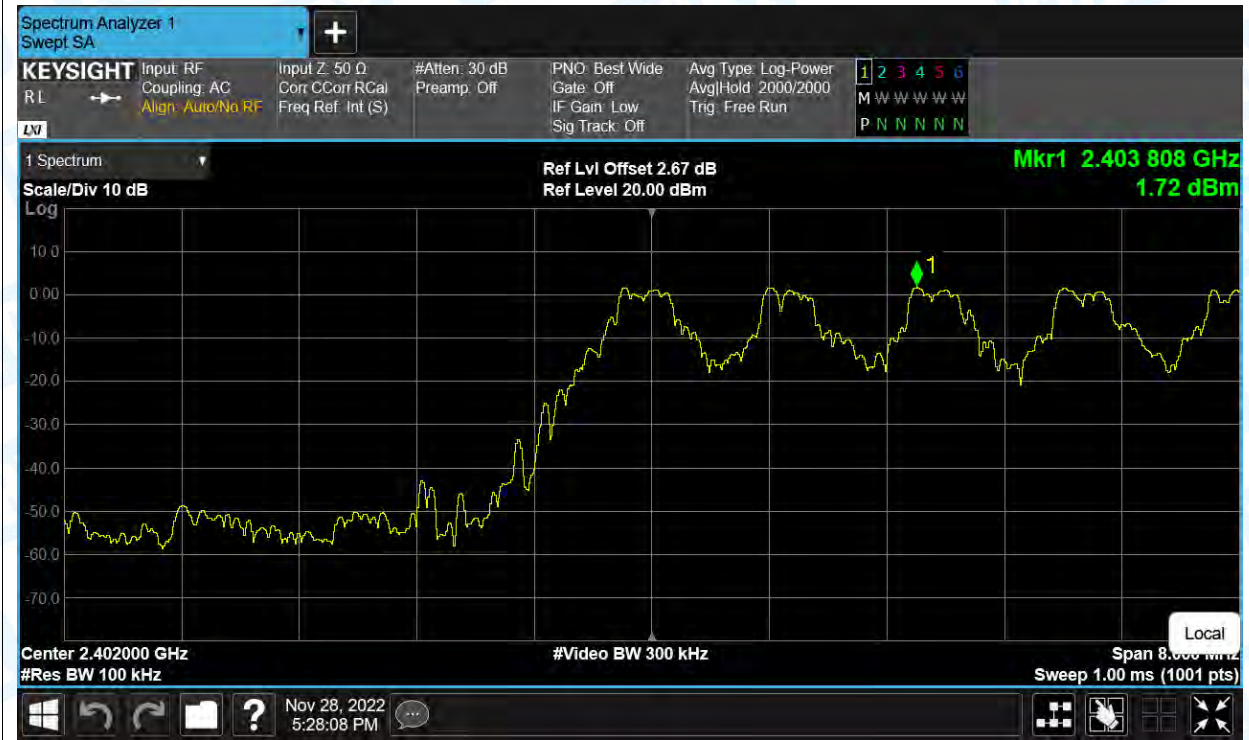 Spectrum Analyzer 1
Swept SA
+
KEYSIGHT Input: RF Input Z: 50 Ω #Atten: 30 dB PNO: Best Wide Avg Type: Log-Power 1 2 3 4 5 6
R L Coupling: AC Corr CCorr RCal Preamp: Off Gate: Off Avg|Hold: 2000/2000 M W W W W W W
Align: Auto/No RF Freq Ref: Int (S) IF Gain: Low Trig: Free Run
LXI Sig Track: Off P N N N N N N
1 Spectrum Ref Lvl Offset 2.67 dB Mkr1 2.403 808 GHz
Scale/Div 10 dB Ref Level 20.00 dBm 1.72 dBm
Log
10.0
1
0.00
-10.0
-20.0
-30.0
-40.0
-50.0
-60.0
-70.0
Local
Center 2.402000 GHz #Video BW 300 kHz Span 8.000 MHz
#Res BW 100 kHz Sweep 1.00 ms (1001 pts)
? Nov 28, 2022
5:28:08 PM